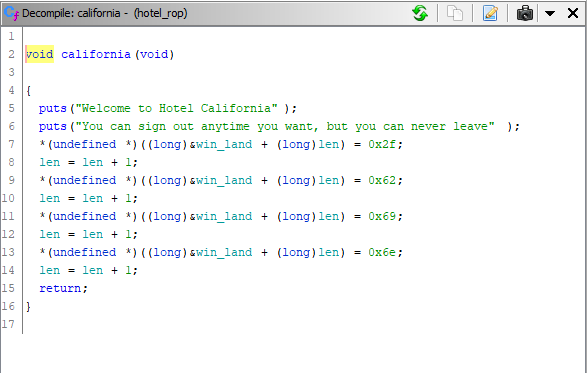 Decompile: california - (hotel_rop)
1
2 void california(void)
3
4 {
5 puts("Welcome to Hotel California" );
6 puts("You can sign out anytime you want, but you can never leave" );
7 *(undefined *)((long)&win_land + (long)len) = 0x2f;
8 len = len + 1;
9 *(undefined *)((long)&win_land + (long)len) = 0x62;
10 len = len + 1;
11 *(undefined *)((long)&win_land + (long)len) = 0x69;
12 len = len + 1;
13 *(undefined *)((long)&win_land + (long)len) = 0x6e;
14 len = len + 1;
15 return;
16 }
17